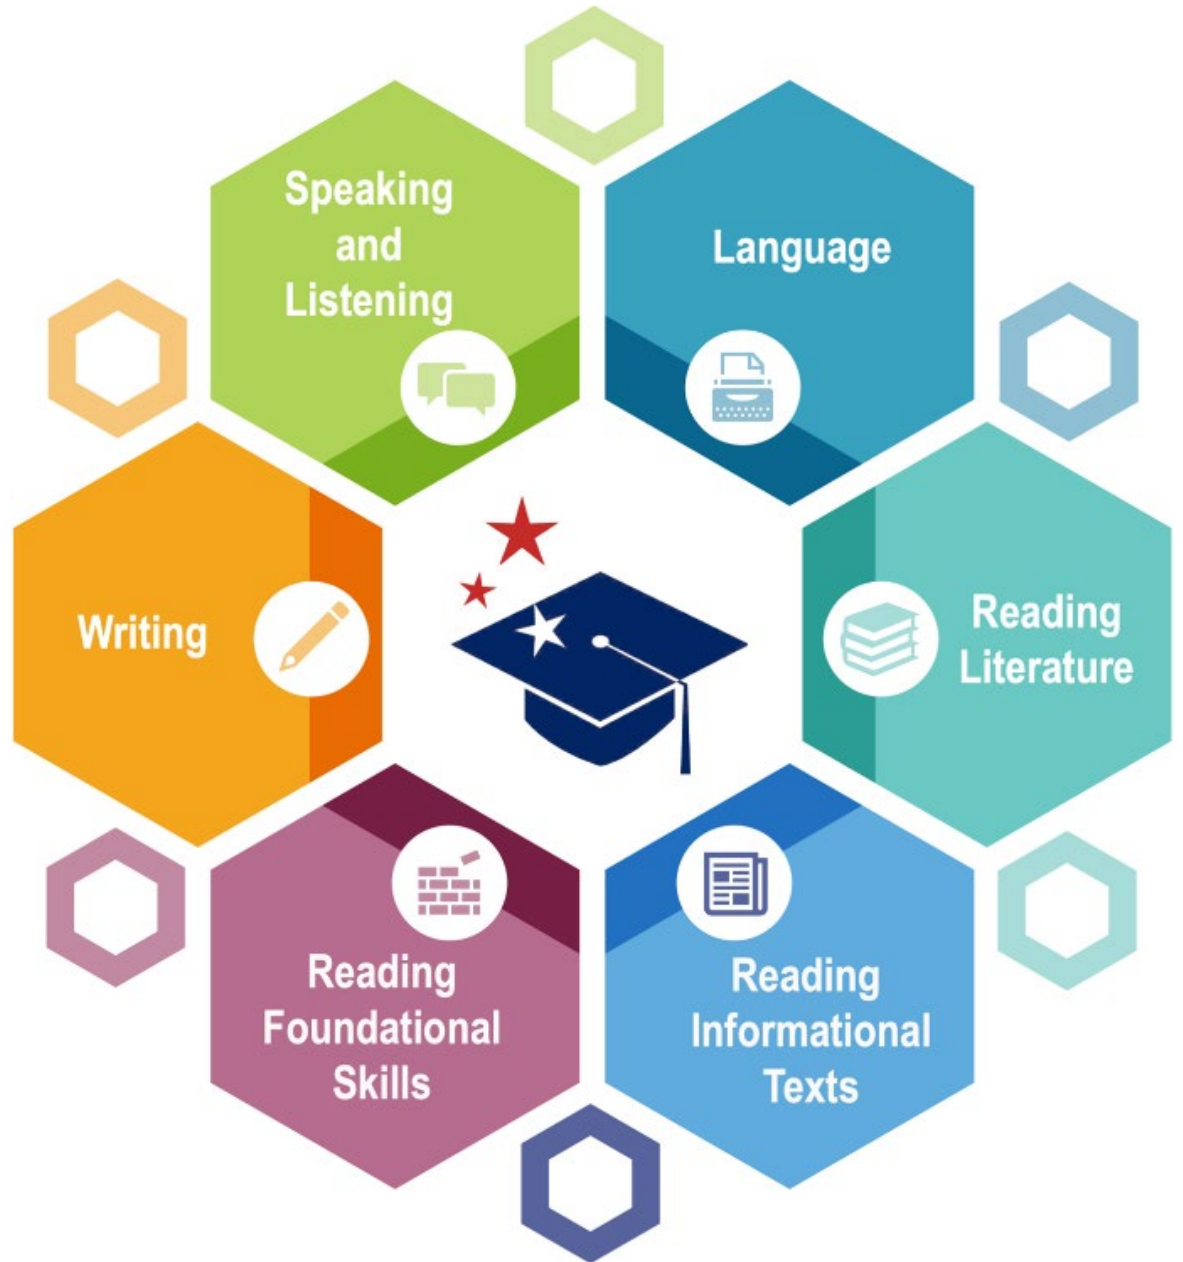 Speaking
and
Listening
Language
Writing
Reading
Literature
Reading
Foundational
Skills
Reading
Informational
Texts